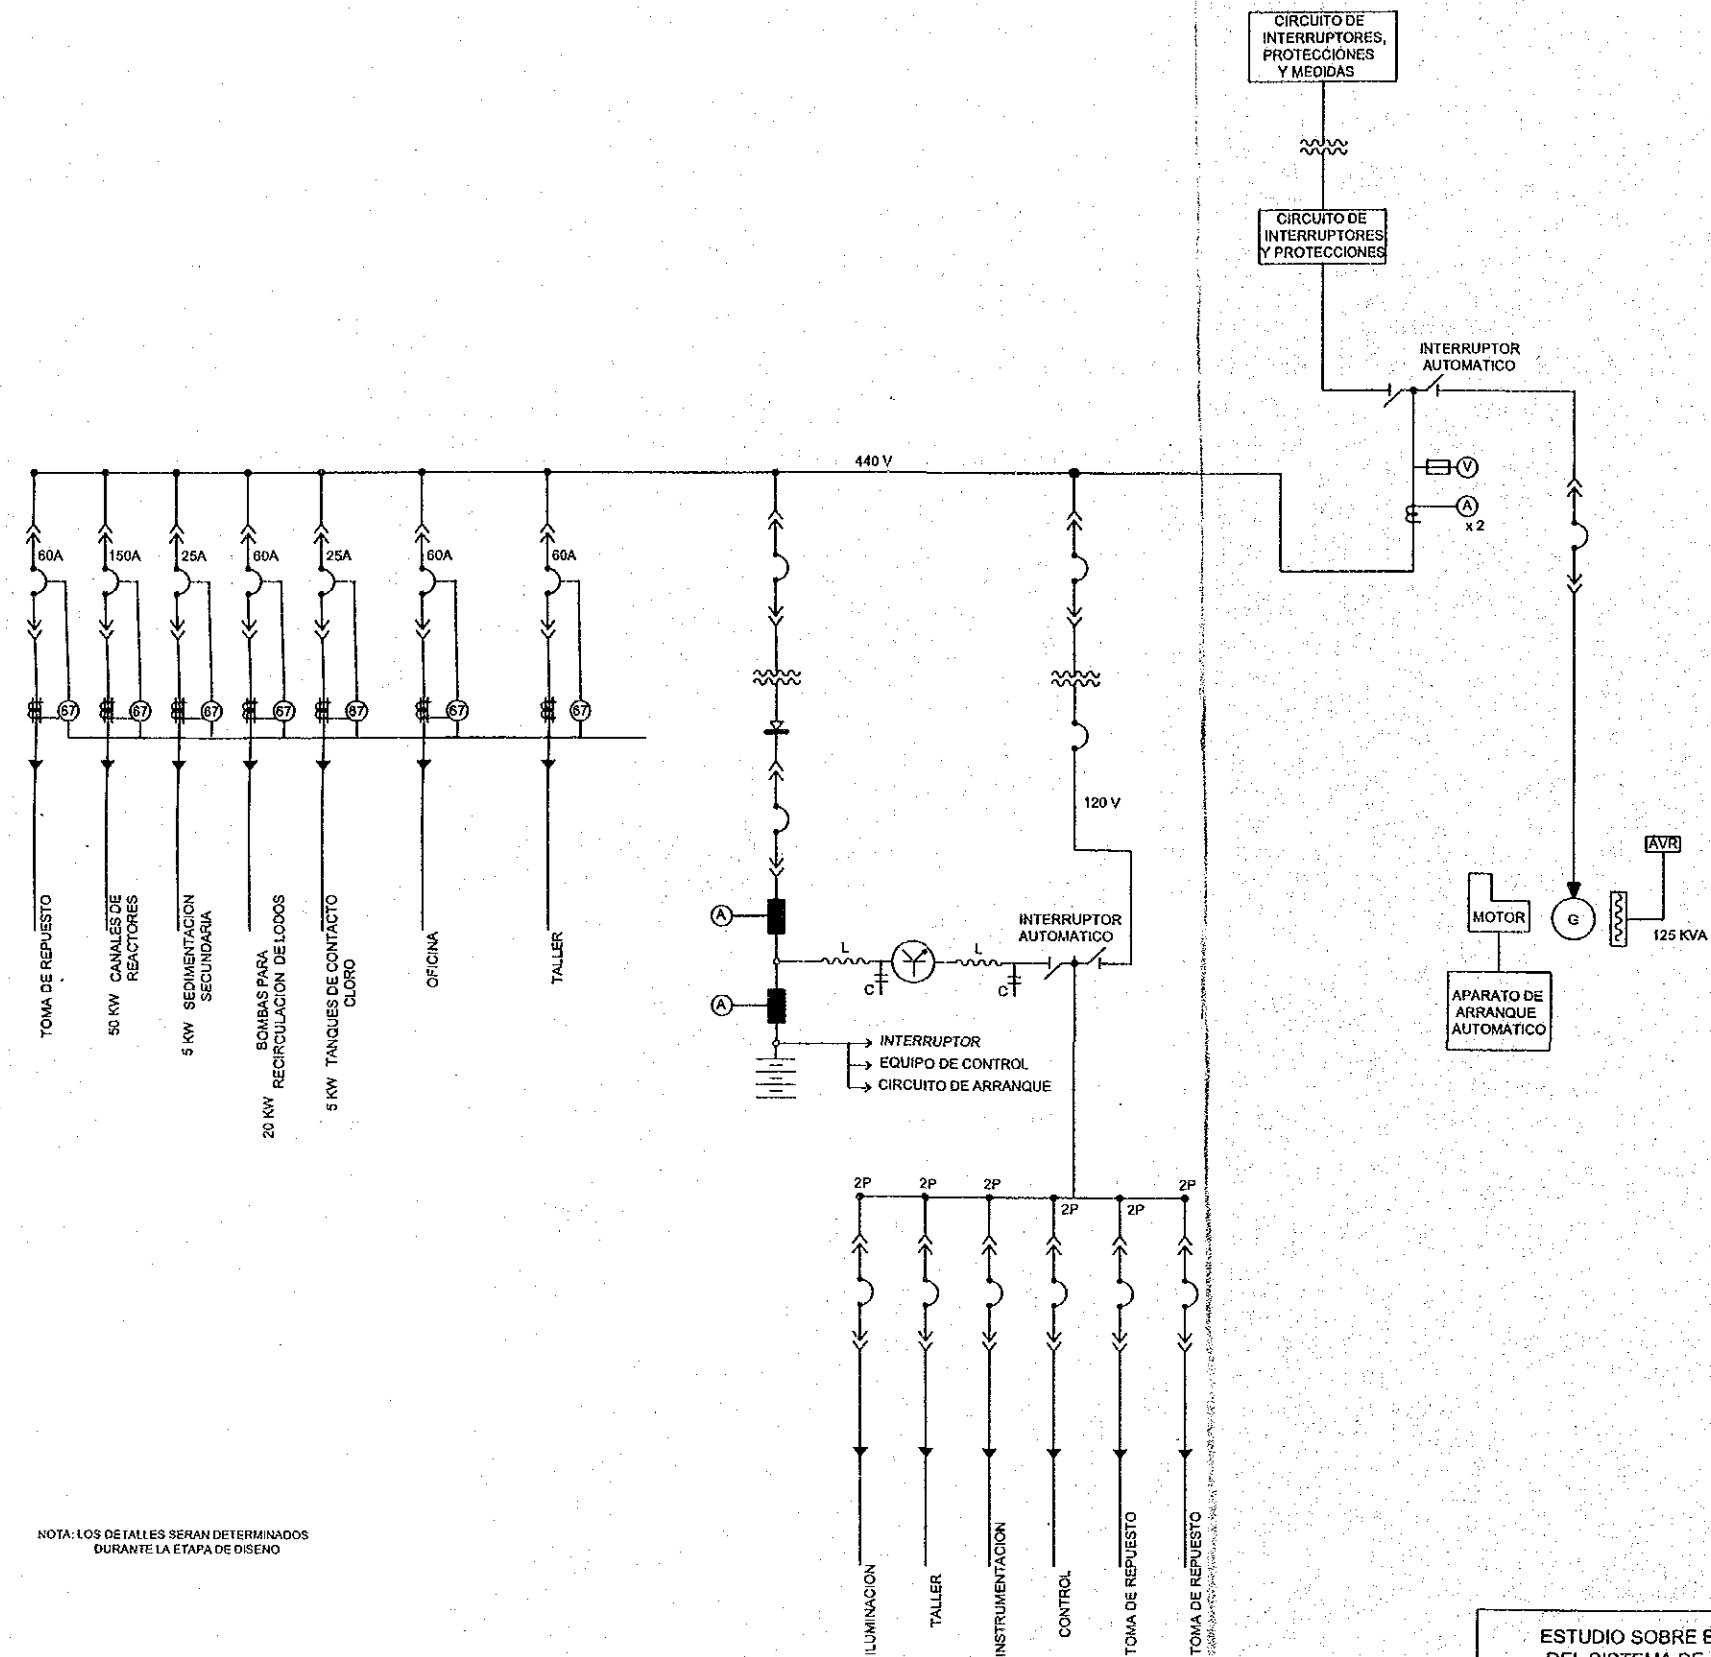 CIRCUITO DE
INTERRUPTORES,
PROTECCIONES
Y MEDIDAS
CIRCUITO DE
INTERRUPTORES
Y PROTECCIONES
INTERRUPTOR
AUTOMATICO
V
A
x 2
440 V
60A
150A
25A
60A
25A
60A
60A
67
67
67
67
67
67
67
120 V
TOMA DE REPUESTO
50 KW CANALES DE
REACTORES
5 KW SEDIMENTACION
SECUNDARIA
BOMBAS PARA
20 KW RECIRCULACION DE LODOS
5 KW TANQUES DE CONTACTO
CLORO
OFICINA
TALLER
A
A
L
C
L
C
INTERRUPTOR
AUTOMATICO
INTERRUPTOR
EQUIPO DE CONTROL
CIRCUITO DE ARRANQUE
AVR
MOTOR
G
125 KVA
APARATO DE
ARRANQUE
AUTOMATICO
2P
2P
2P
2P
2P
2P
ILUMINACION
TALLER
INSTRUMENTACION
CONTROL
TOMA DE REPUESTO
TOMA DE REPUESTO
NOTA: LOS DETALLES SERAN DETERMINADOS
DURANTE LA ETAPA DE DISENO
ESTUDIO SOBRE E
DEL SISTEMA DE